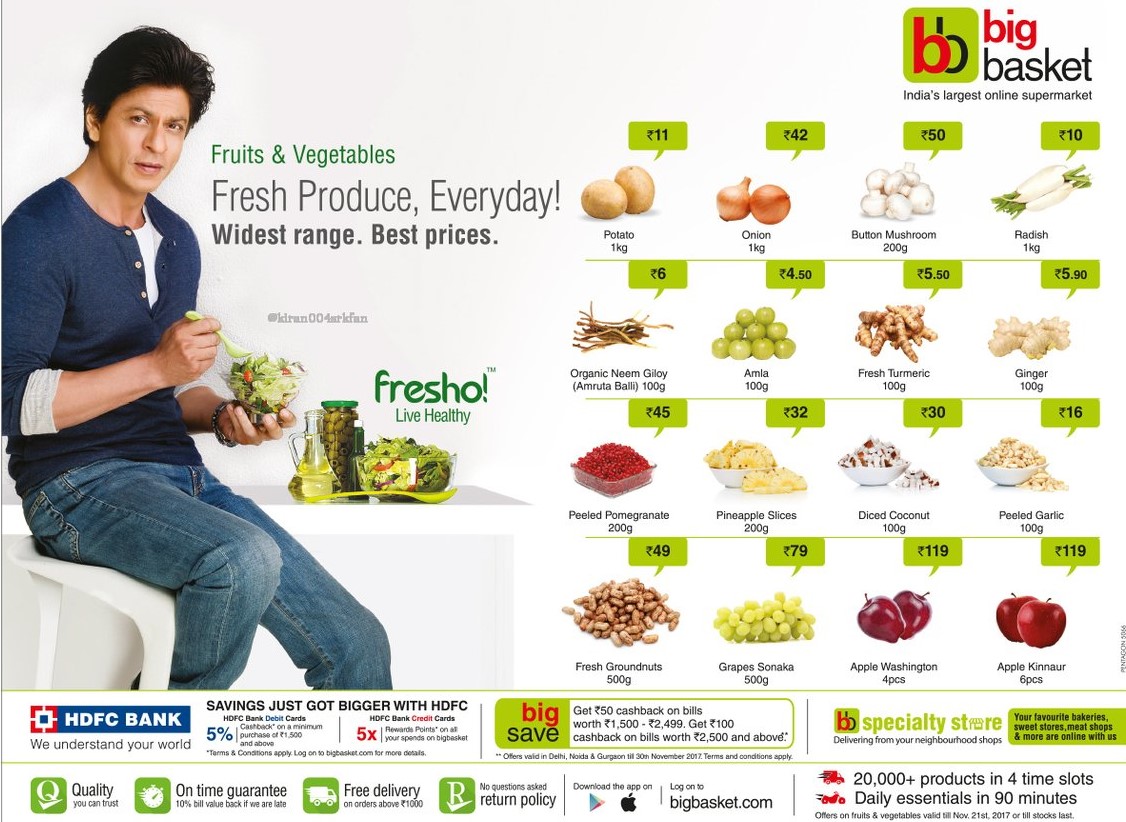 bb big
basket
India's largest online supermarket
Fruits & Vegetables
Fresh Produce, Everyday!
Widest range. Best prices.
@kiran004srkfan
fresho!™
Live Healthy
₹11
₹42
₹50
₹10
Potato
1kg
Onion
1kg
Button Mushroom
200g
Radish
1kg
₹6
₹4.50
₹5.50
₹5.90
Organic Neem Giloy
(Amruta Balli) 100g
Amla
100g
Fresh Turmeric
100g
Ginger
100g
₹45
₹32
₹30
₹16
Peeled Pomegranate
200g
Pineapple Slices
200g
Diced Coconut
100g
Peeled Garlic
100g
₹49
₹79
₹119
₹119
Fresh Groundnuts
500g
Grapes Sonaka
500g
Apple Washington
4pcs
Apple Kinnaur
6pcs
PENTAGON 5066
HDFC BANK
We understand your world
SAVINGS JUST GOT BIGGER WITH HDFC
HDFC Bank Debit Cards
5% Cashback* on a minimum
purchase of ₹1,500
and above
HDFC Bank Credit Cards
5x Rewards Points* on all
your spends on bigbasket
*Terms & Conditions apply. Log on to bigbasket.com for more details.
big
save
Get ₹50 cashback on bills
worth ₹1,500 - ₹2,499. Get ₹100
cashback on bills worth ₹2,500 and above.*
** Offers valid in Delhi, Noida & Gurgaon till 30th November 2017. Terms and conditions apply.
bb specialty store
Delivering from your neighbourhood shops
Your favourite bakeries,
sweet stores,meat shops
& more are online with us
Q Quality
you can trust
On time guarantee
10% bill value back if we are late
Free delivery
on orders above ₹1000
R No questions asked
return policy
Download the app on
Log on to
bigbasket.com
20,000+ products in 4 time slots
Daily essentials in 90 minutes
Offers on fruits & vegetables valid till Nov. 21st, 2017 or till stocks last.